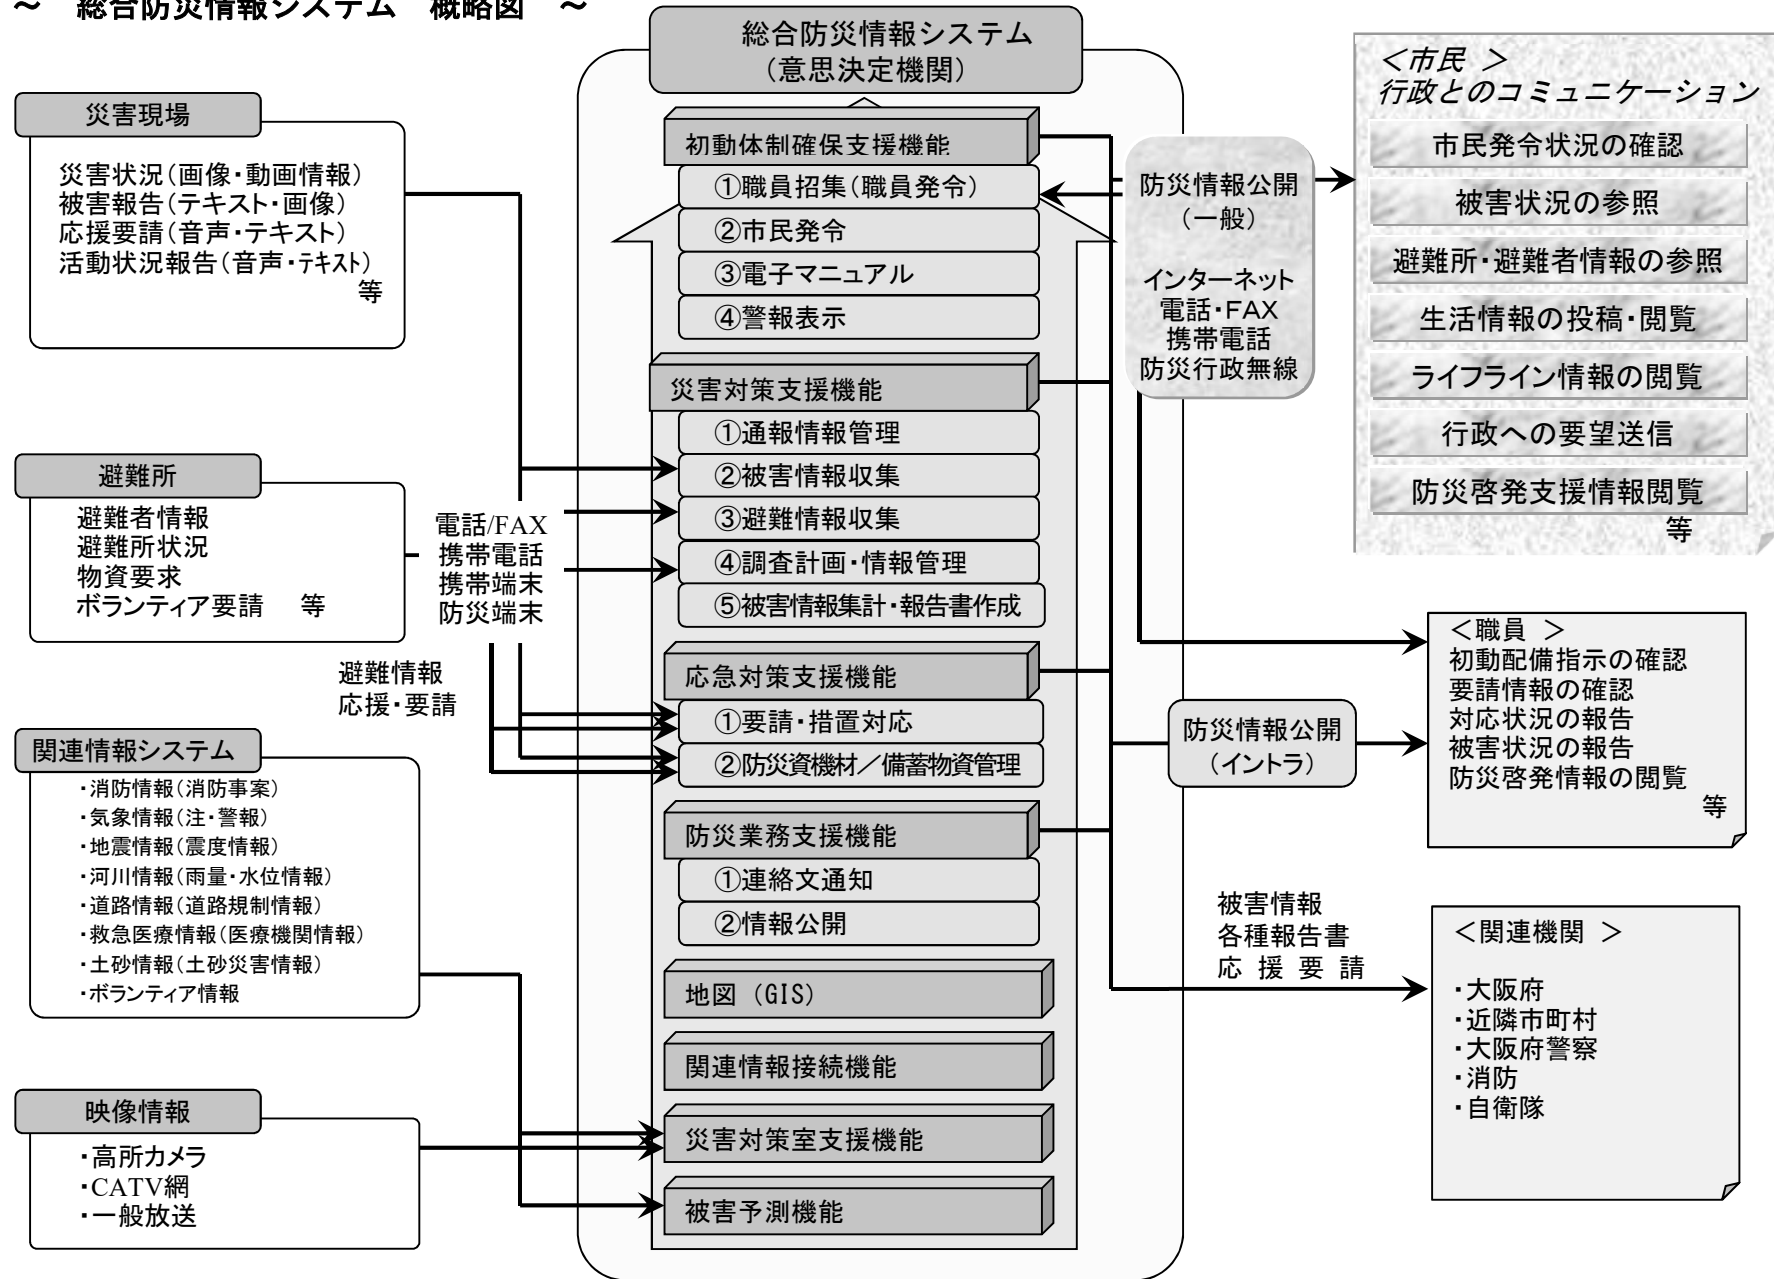 ～　総合防災情報システム　概略図　～
総合防災情報システム
（意思決定機関）
災害現場
災害状況（画像・動画情報）
被害報告（テキスト・画像）
応援要請（音声・テキスト）
活動状況報告（音声・テキスト）
等
避難所
避難者情報
避難所状況
物資要求
ボランティア要請　等
電話/FAX
携帯電話
携帯端末
防災端末
避難情報
応援・要請
関連情報システム
・消防情報（消防事案）
・気象情報（注・警報）
・地震情報（震度情報）
・河川情報（雨量・水位情報）
・道路情報（道路規制情報）
・救急医療情報（医療機関情報）
・土砂情報（土砂災害情報）
・ボランティア情報
映像情報
・高所カメラ
・CATV網
・一般放送
初動体制確保支援機能
①職員招集（職員発令）
②市民発令
③電子マニュアル
④警報表示
災害対策支援機能
①通報情報管理
②被害情報収集
③避難情報収集
④調査計画・情報管理
⑤被害情報集計・報告書作成
応急対策支援機能
①要請・措置対応
②防災資機材／備蓄物資管理
防災業務支援機能
①連絡文通知
②情報公開
地図（GIS）
関連情報接続機能
災害対策室支援機能
被害予測機能
防災情報公開
（一般）
インターネット
電話・FAX
携帯電話
防災行政無線
防災情報公開
（イントラ）
被害情報
各種報告書
応 援 要 請
＜市民 ＞
行政とのコミュニケーション
市民発令状況の確認
被害状況の参照
避難所・避難者情報の参照
生活情報の投稿・閲覧
ライフライン情報の閲覧
行政への要望送信
防災啓発支援情報閲覧
等
＜職員 ＞
初動配備指示の確認
要請情報の確認
対応状況の報告
被害状況の報告
防災啓発情報の閲覧
等
＜関連機関 ＞
・大阪府
・近隣市町村
・大阪府警察
・消防
・自衛隊